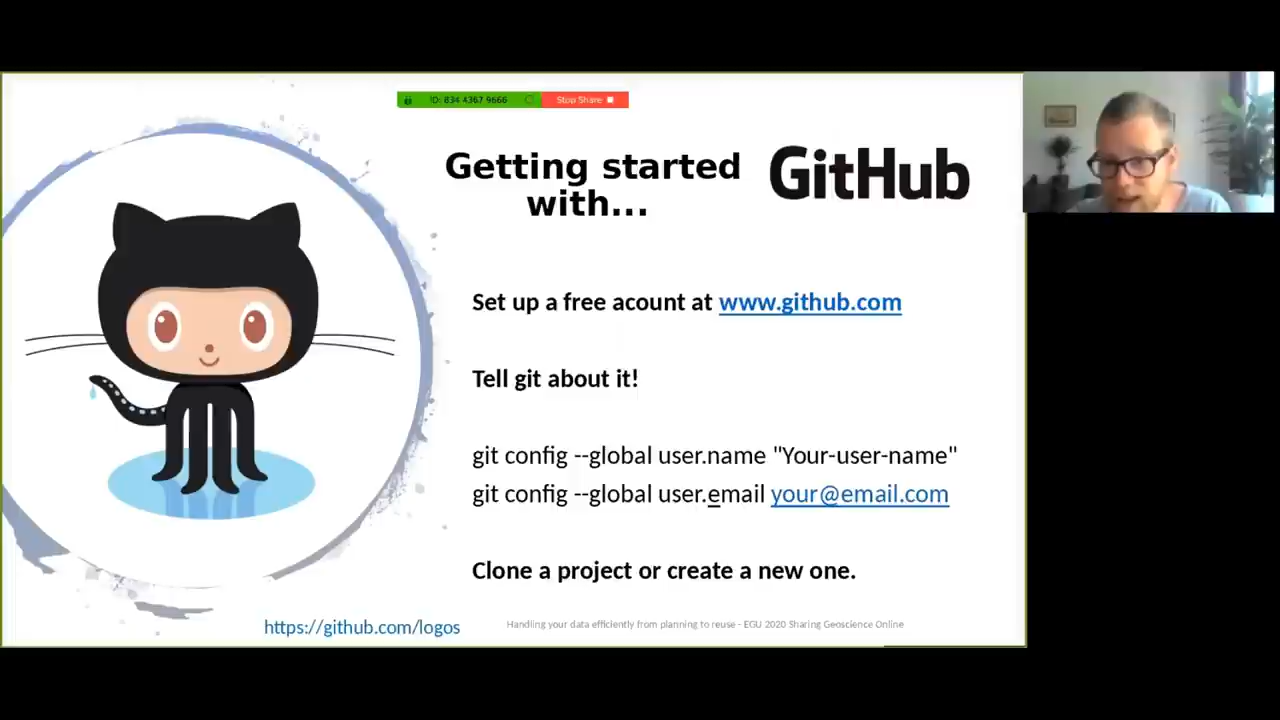 ID: 834 4367 9666 Stop Share
Getting started
with...
GitHub
Set up a free acount at www.github.com
Tell git about it!
git config --global user.name "Your-user-name"
git config --global user.email your@email.com
Clone a project or create a new one.
https://github.com/logos
Handling your data efficiently from planning to reuse - EGU 2020 Sharing Geoscience Online